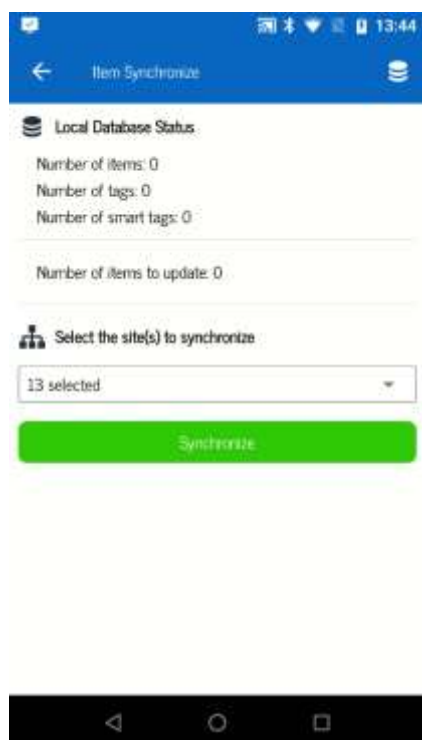 13:44
Item Synchronize
Local Database Status
Number of items: 0
Number of tags: 0
Number of smart tags: 0
Number of items to update: 0
Select the site(s) to synchronize
13 selected
Synchronize